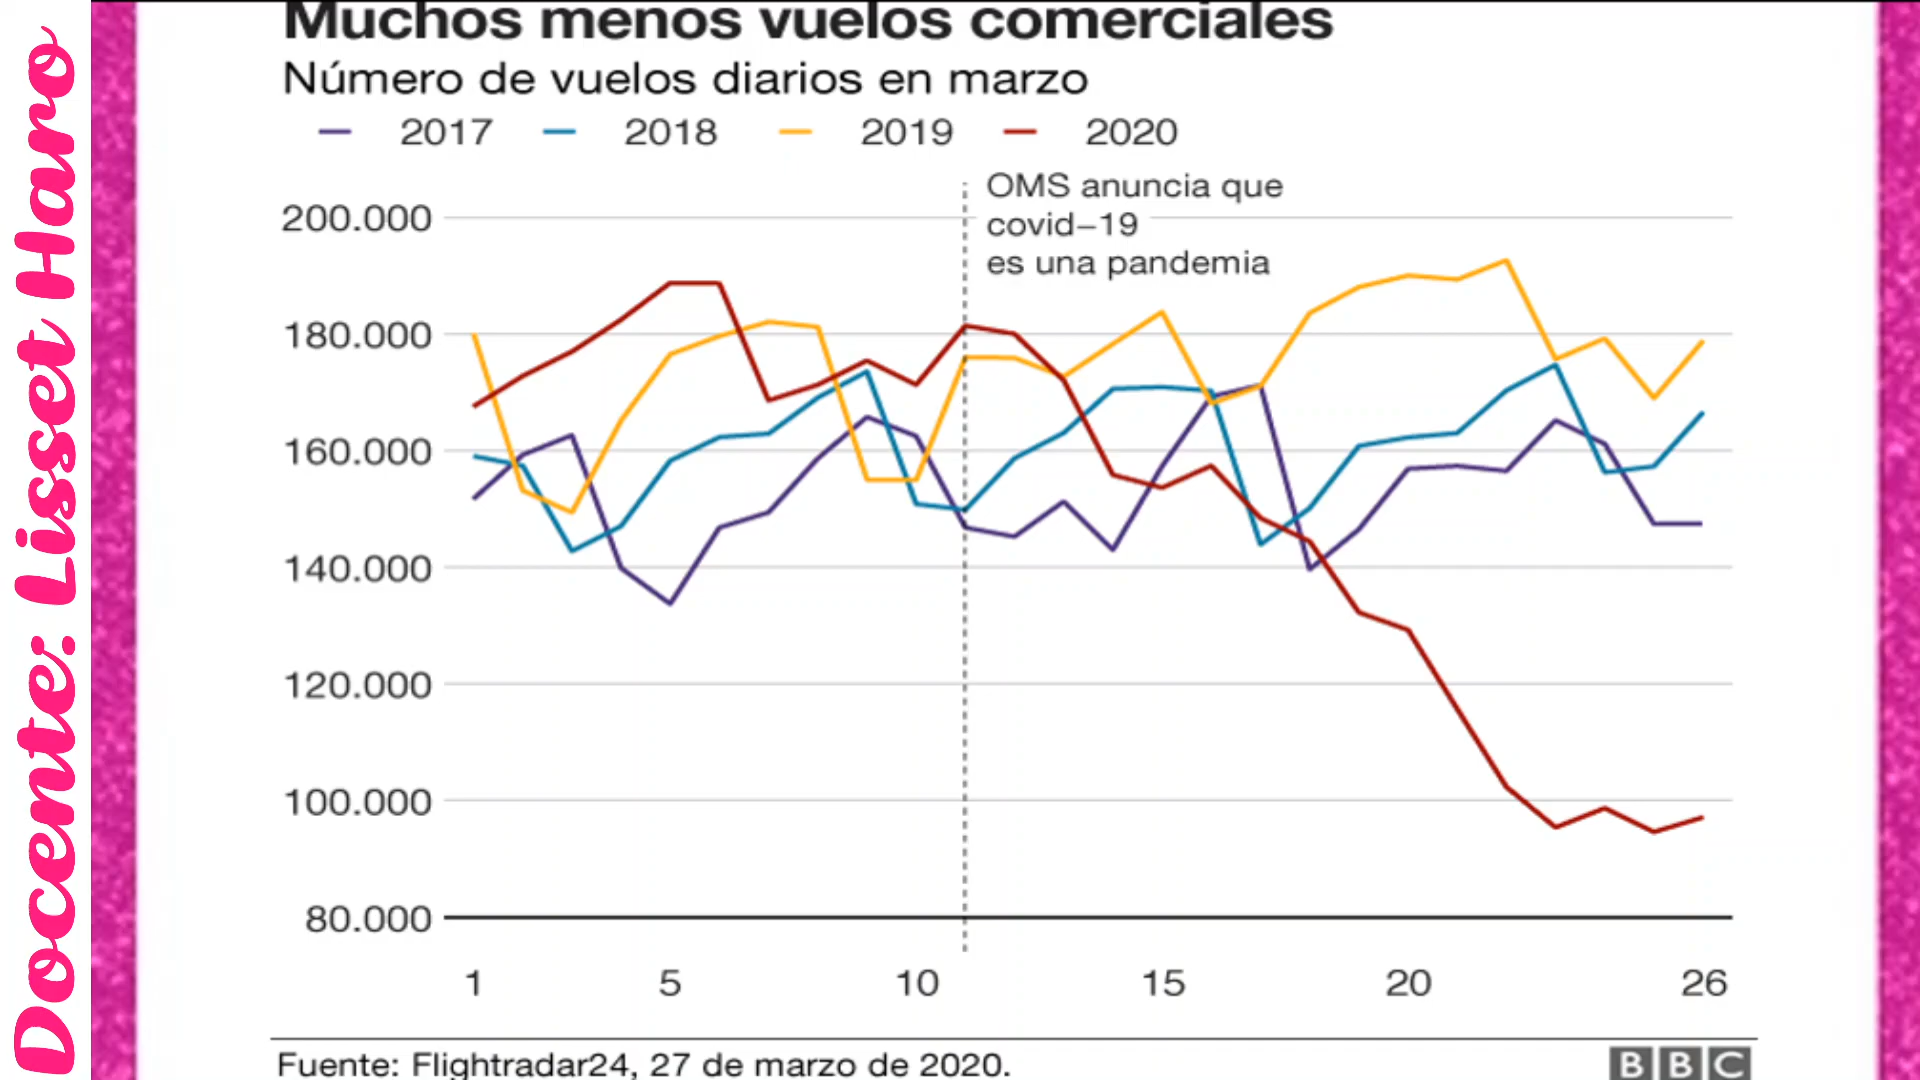 Docente: Lisset Haro
Muchos menos vuelos comerciales
Número de vuelos diarios en marzo
2017 2018 2019 2020
OMS anuncia que
covid–19
es una pandemia
200.000
180.000
160.000
140.000
120.000
100.000
80.000
1 5 10 15 20 26
Fuente: Flightradar24, 27 de marzo de 2020.
BBC